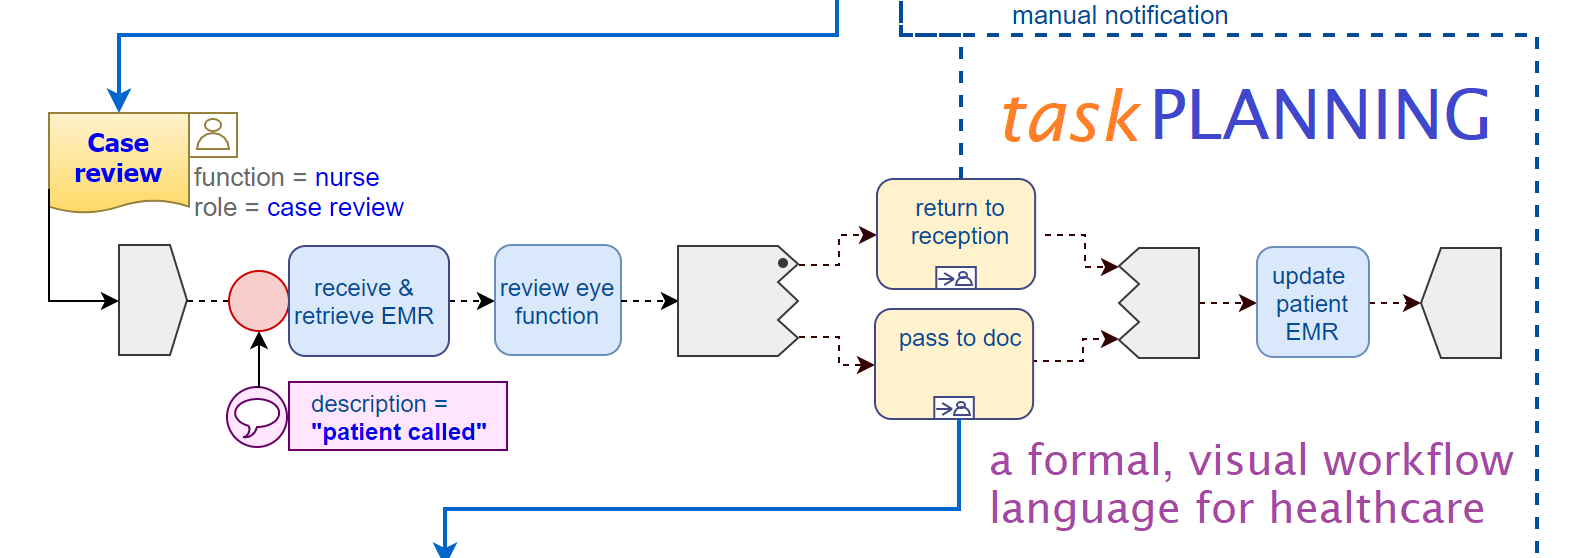 manual notification
task PLANNING
Case
review
function = nurse
role = case review
receive &
retrieve EMR
review eye
function
return to
reception
pass to doc
update
patient
EMR
description =
"patient called"
a formal, visual workflow
language for healthcare